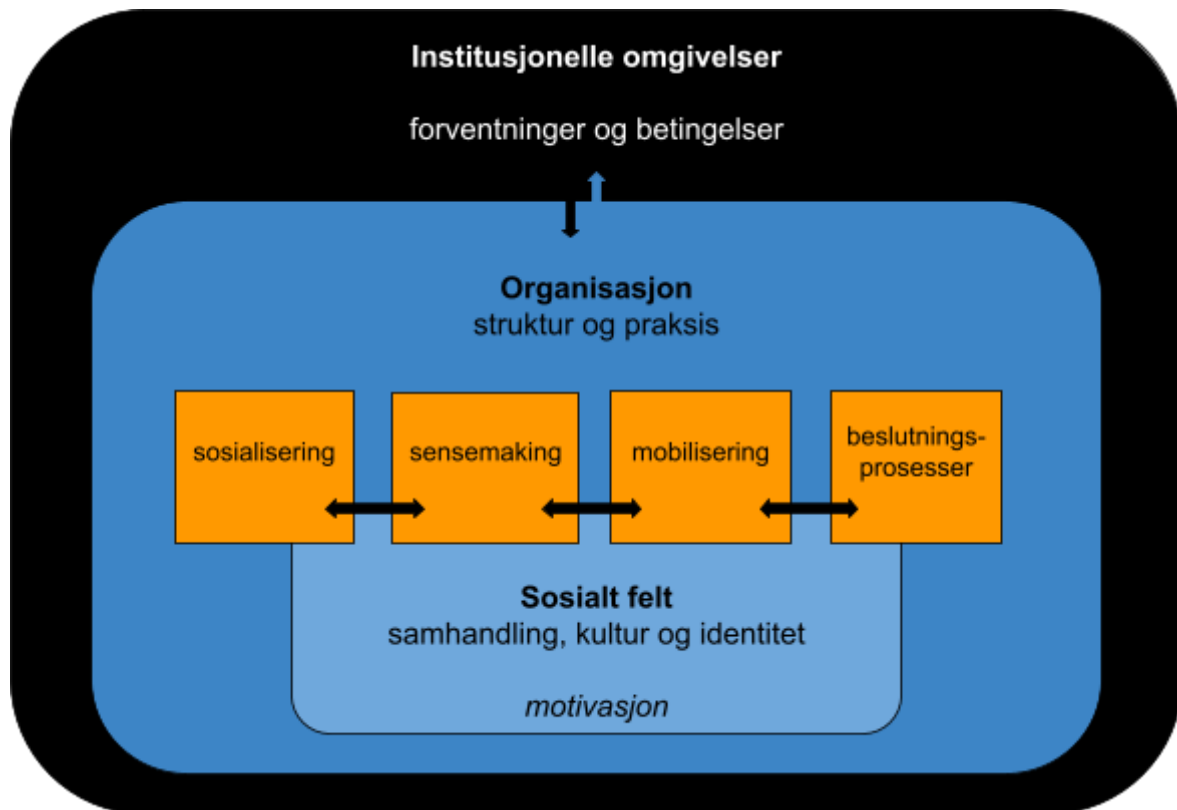 Institusjonelle omgivelser
forventninger og betingelser
Organisasjon
struktur og praksis
sosialisering
sensemaking
mobilisering
beslutnings-
prosesser
Sosialt felt
samhandling, kultur og identitet
motivasjon